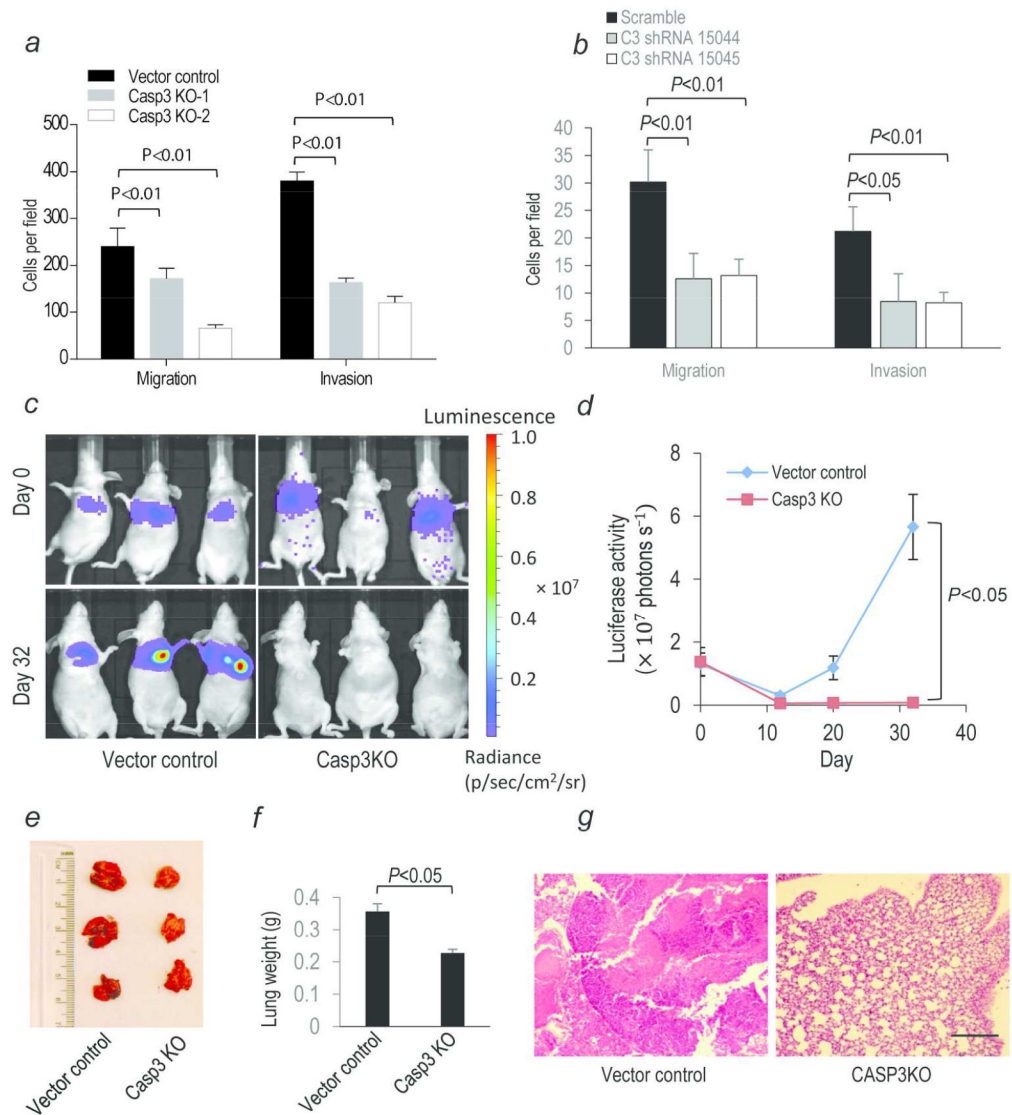 a
Vector control
Casp3 KO-1
Casp3 KO-2
Cells per field
500
400
300
200
100
0
P<0.01
P<0.01
P<0.01
P<0.01
Migration
Invasion
b
Scramble
C3 shRNA 15044
C3 shRNA 15045
Cells per field
40
35
30
25
20
15
10
5
0
P<0.01
P<0.01
P<0.01
P<0.05
Migration
Invasion
c
Luminescence
Day 0
Day 32
1.0
0.8
0.6
× 10⁷
0.4
0.2
Vector control
Casp3KO
Radiance
(p/sec/cm²/sr)
d
Vector control
Casp3 KO
Luciferase activity
(× 10⁷ photons s⁻¹)
8
6
4
2
0
P<0.05
0
10
20
30
40
Day
e
Vector control
Casp3 KO
f
P<0.05
Lung weight (g)
0.4
0.3
0.2
0.1
0
Vector control
Casp3 KO
g
Vector control
CASP3KO